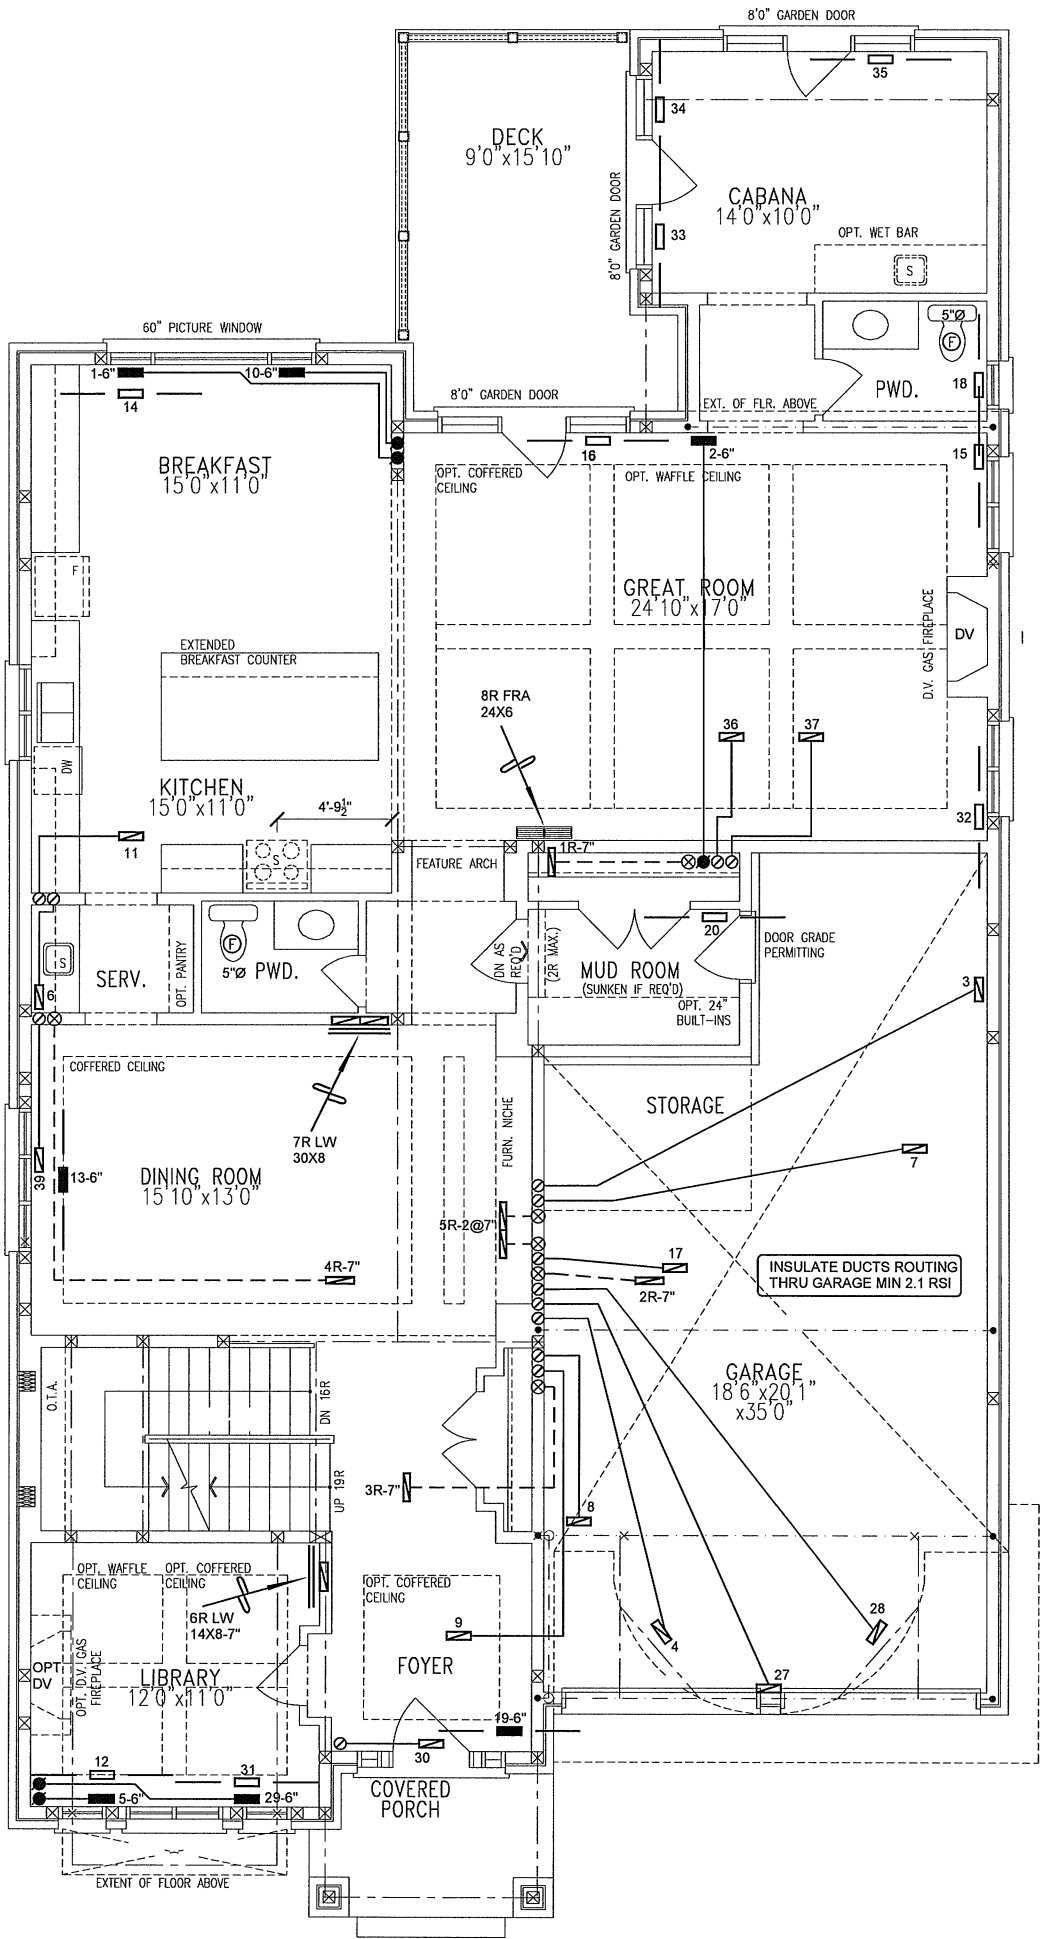 8'0" GARDEN DOOR
35
34
DECK
9'0"x15'10"
CABANA
14'0"x10'0"
8'0" GARDEN DOOR
33
OPT. WET BAR
S
60" PICTURE WINDOW
5"Ø
F
1-6"
10-6"
14
18
PWD.
8'0" GARDEN DOOR
EXT. OF FLR. ABOVE
16
2-6"
15
BREAKFAST
15'0"x11'0"
OPT. COFFERED
CEILING
OPT. WAFFLE CEILING
F
GREAT ROOM
24'10"x17'0"
D.V. GAS FIREPLACE
DV
EXTENDED
BREAKFAST COUNTER
8R FRA
24X6
36
37
DW
KITCHEN
15'0"x11'0"
4'-9½"
32
11
S
FEATURE ARCH
1R-7"
20
DOOR GRADE
PERMITTING
F
5"Ø
PWD.
S
SERV.
OPT. PANTRY
DN AS
REQ'D
(2R MAX.)
MUD ROOM
(SUNKEN IF REQ'D)
OPT. 24"
BUILT-INS
6
3
COFFERED CEILING
FURN. NICHE
STORAGE
7R LW
30X8
7
39
13-6"
DINING ROOM
15'10"x13'0"
5R-2@7"
4R-7"
17
2R-7"
INSULATE DUCTS ROUTING
THRU GARAGE MIN 2.1 RSI
O.T.A.
DN 16R
GARAGE
18'6"x20'1"
x35'0"
UP 19R
3R-7"
8
OPT. WAFFLE
CEILING
OPT. COFFERED
CEILING
OPT. COFFERED
CEILING
6R LW
14X8-7"
9
4
28
OPT
DV
OPT. D.V. GAS
FIREPLACE
LIBRARY
12'0"x11'0"
FOYER
27
19-6"
30
12
31
5-6"
29-6"
COVERED
PORCH
EXTENT OF FLOOR ABOVE